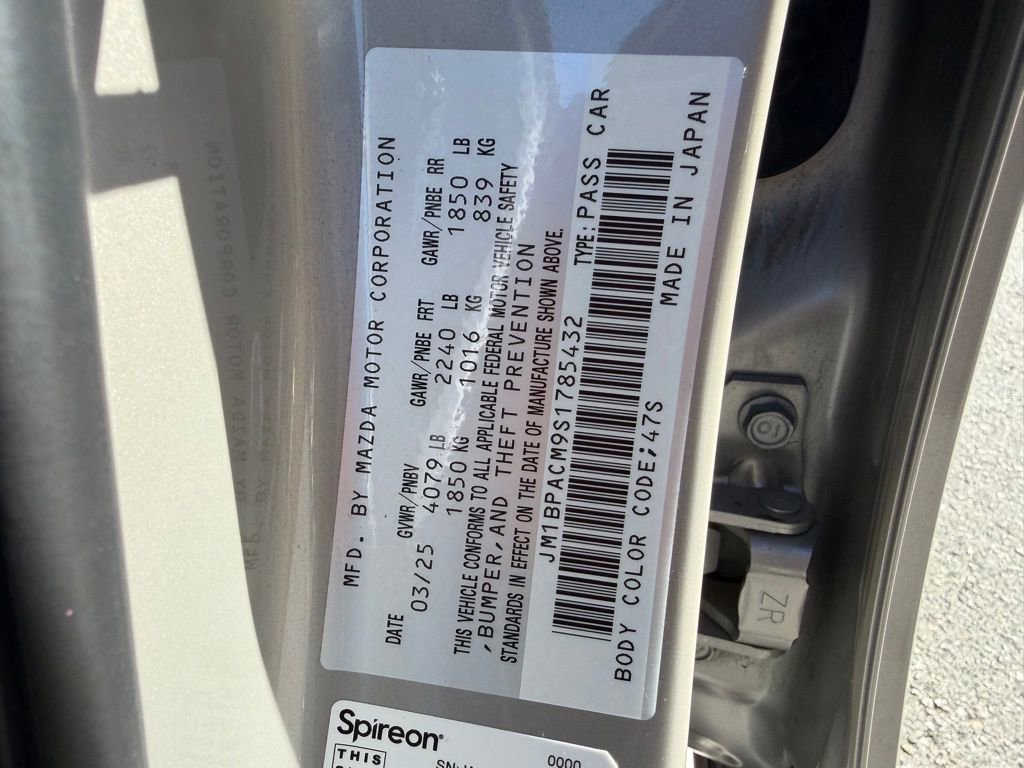 MFD. BY MAZDA MOTOR CORPORATION
DATE GVWR/PNBV GAWR/PNBE FRT GAWR/PNBE RR
03/25 4079 LB 2240 LB 1850 LB
1850 KG 1016 KG 839 KG
THIS VEHICLE CONFORMS TO ALL APPLICABLE FEDERAL MOTOR VEHICLE SAFETY
,BUMPER, AND THEFT PREVENTION
STANDARDS IN EFFECT ON THE DATE OF MANUFACTURE SHOWN ABOVE.
JM1BPACM9S1785432 TYPE:PASS CAR
BODY COLOR CODE;47S MADE IN JAPAN
Spireon®
THIS
0000
SN:
ZR
10